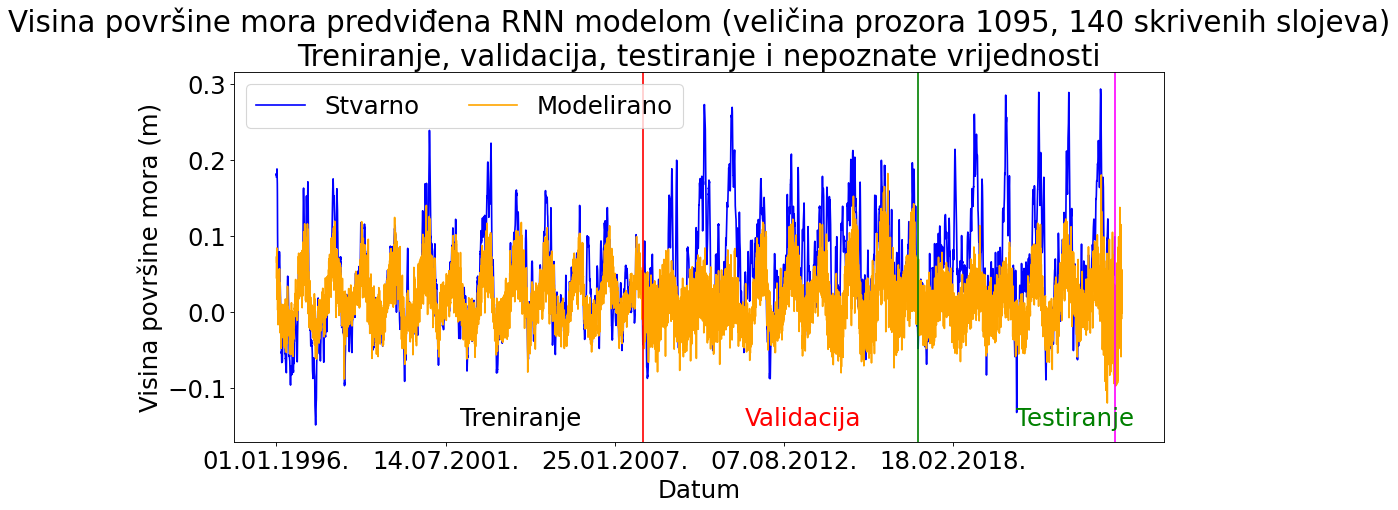 Visina površine mora predviđena RNN modelom (veličina prozora 1095, 140 skrivenih slojeva)
Treniranje, validacija, testiranje i nepoznate vrijednosti
Stvarno
Modelirano
Visina površine mora (m)
0.3
0.2
0.1
0.0
−0.1
Treniranje
Validacija
Testiranje
01.01.1996.
14.07.2001.
25.01.2007.
07.08.2012.
18.02.2018.
Datum